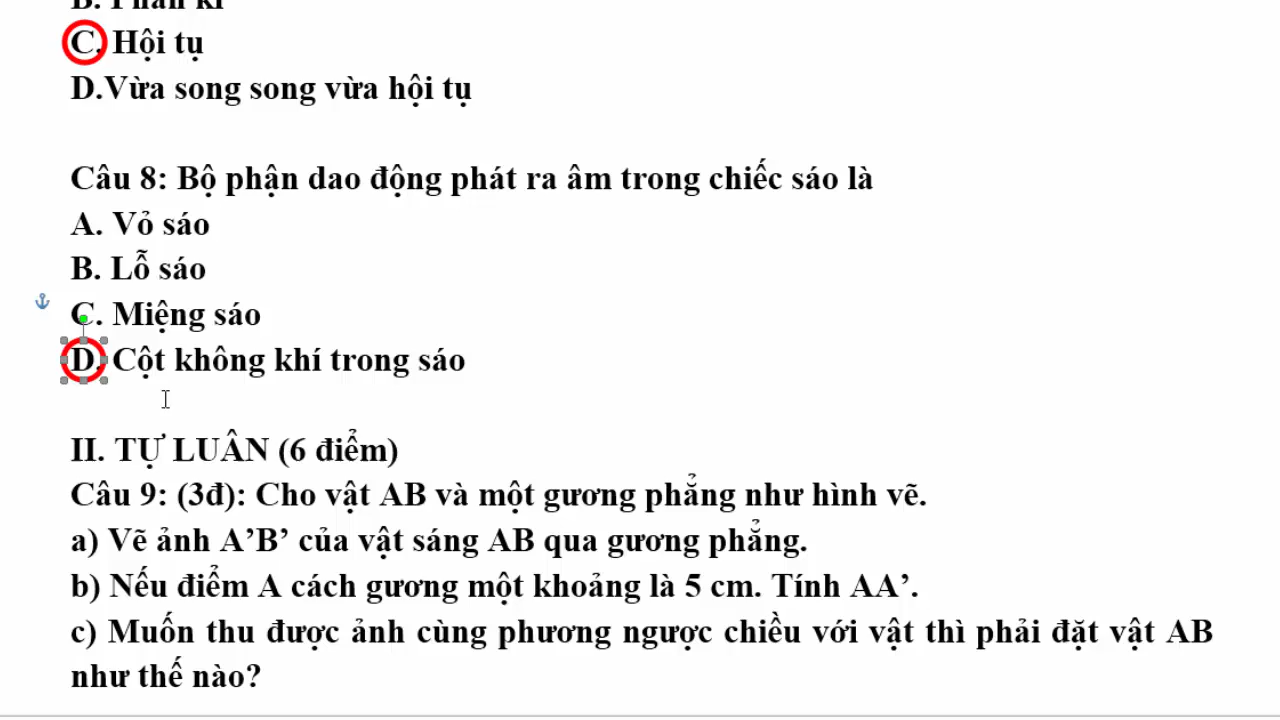 B. Phân kì
C. Hội tụ
D.Vừa song song vừa hội tụ
Câu 8: Bộ phận dao động phát ra âm trong chiếc sáo là
A. Vỏ sáo
B. Lỗ sáo
C. Miệng sáo
D. Cột không khí trong sáo
II. TỰ LUÂN (6 điểm)
Câu 9: (3đ): Cho vật AB và một gương phẳng như hình vẽ.
a) Vẽ ảnh A’B’ của vật sáng AB qua gương phẳng.
b) Nếu điểm A cách gương một khoảng là 5 cm. Tính AA’.
c) Muốn thu được ảnh cùng phương ngược chiều với vật thì phải đặt vật AB
như thế nào?